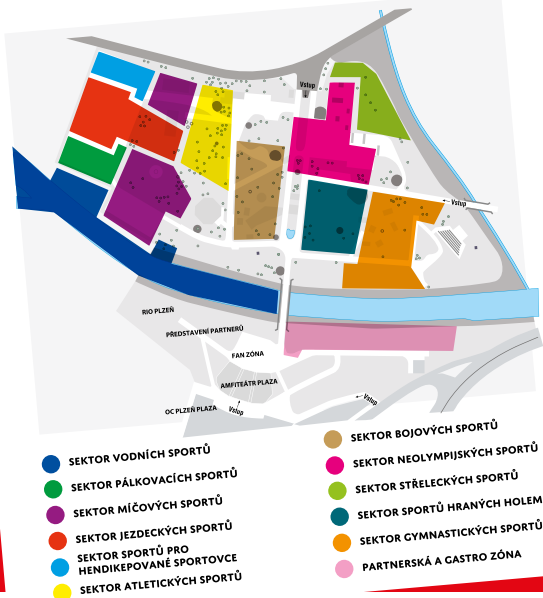 Vstup
Vstup
RIO PLZEŇ
PŘEDSTAVENÍ PARTNERŮ
FAN ZÓNA
AMFITEÁTR PLAZA
Vstup
OC PLZEŇ PLAZA
Vstup
SEKTOR VODNÍCH SPORTŮ
SEKTOR PÁLKOVACÍCH SPORTŮ
SEKTOR MÍČOVÝCH SPORTŮ
SEKTOR JEZDECKÝCH SPORTŮ
SEKTOR SPORTŮ PRO
HENDIKEPOVANÉ SPORTOVCE
SEKTOR ATLETICKÝCH SPORTŮ
SEKTOR BOJOVÝCH SPORTŮ
SEKTOR NEOLYMPIJSKÝCH SPORTŮ
SEKTOR STŘELECKÝCH SPORTŮ
SEKTOR SPORTŮ HRANÝCH HOLEM
SEKTOR GYMNASTICKÝCH SPORTŮ
PARTNERSKÁ A GASTRO ZÓNA